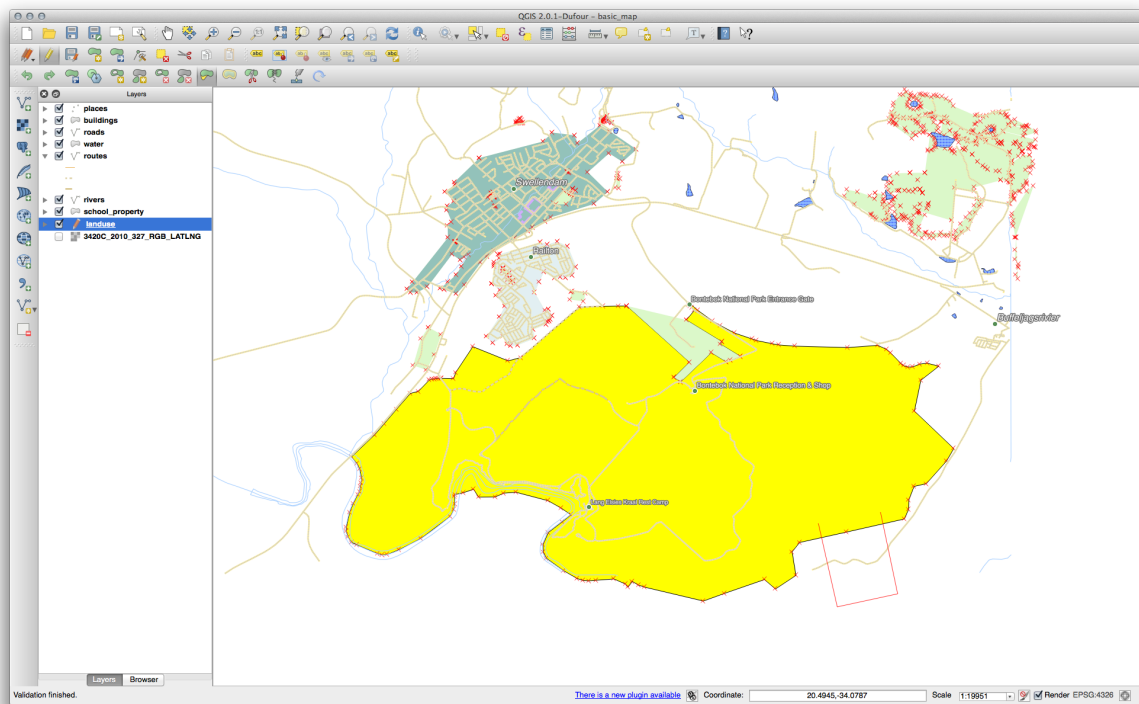 QGIS 2.0.1-Dufour - basic_map
Layers
places
buildings
roads
water
routes
rivers
school_property
landuse
3420C_2010_327_RGB_LATLNG
Swellendam
Railton
Bontebok National Park Entrance Gate
Buffeljagsrivier
Bontebok National Park Reception & Shop
Lang Elsies Kraal Rest Camp
Layers
Browser
Validation finished.
There is a new plugin available
Coordinate:
20.4945,-34.0787
Scale
1:19951
Render
EPSG:4326